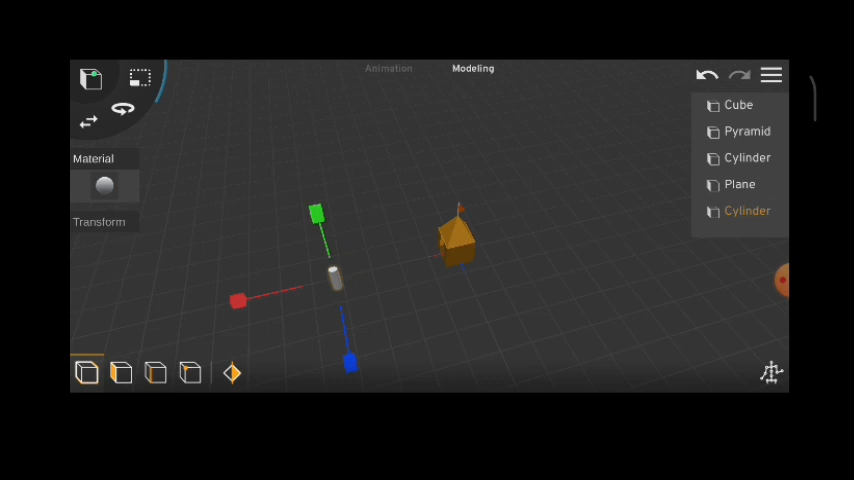 Animation Modeling
Cube
Pyramid
Cylinder
Plane
Cylinder
Material
Transform